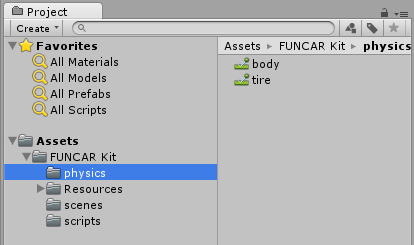 Project
Create
Favorites
All Materials
All Models
All Prefabs
All Scripts
Assets
FUNCAR Kit
physics
Resources
scenes
scripts
Assets ▸ FUNCAR Kit ▸ physics
body
tire